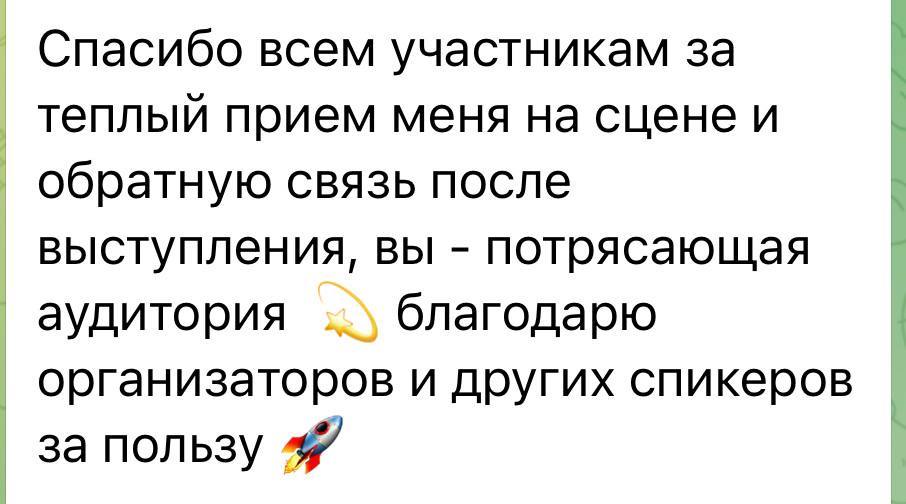 Спасибо всем участникам за
теплый прием меня на сцене и
обратную связь после
выступления, вы - потрясающая
аудитория 💫 благодарю
организаторов и других спикеров
за пользу 🚀